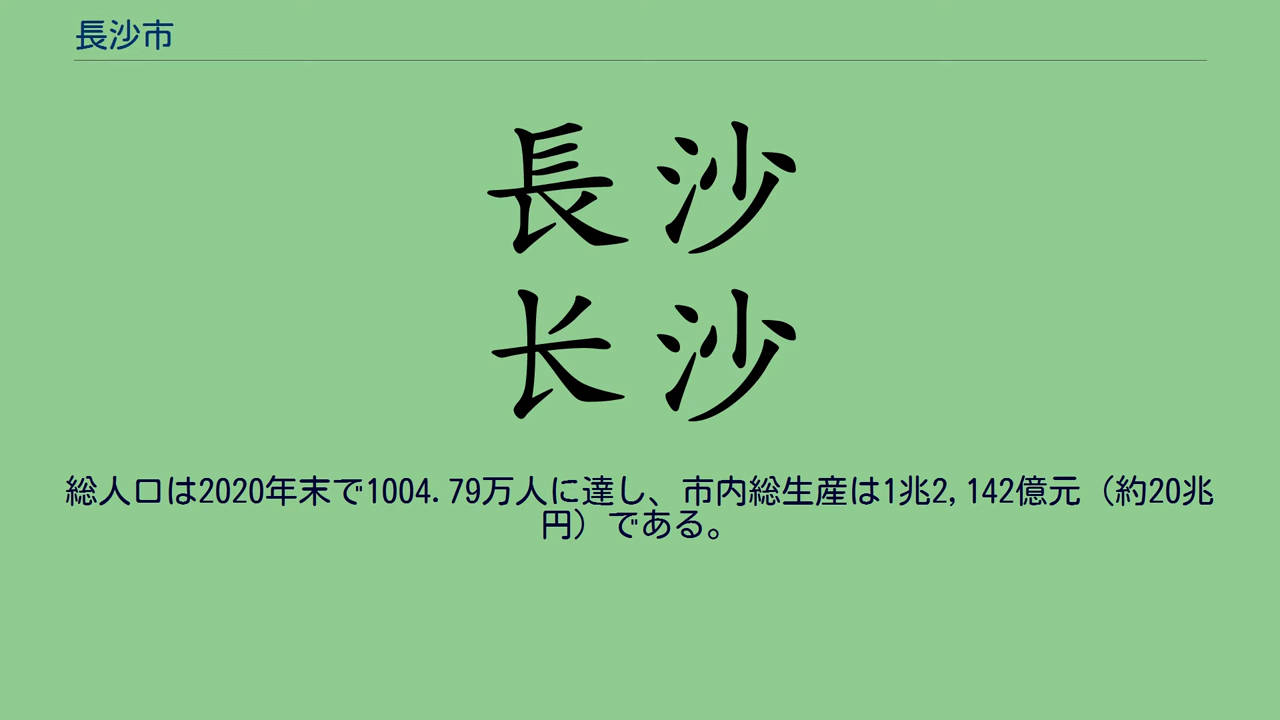 長沙市
長沙
长沙
総人口は2020年末で1004.79万人に達し、市内総生産は1兆2,142億元（約20兆
円）である。